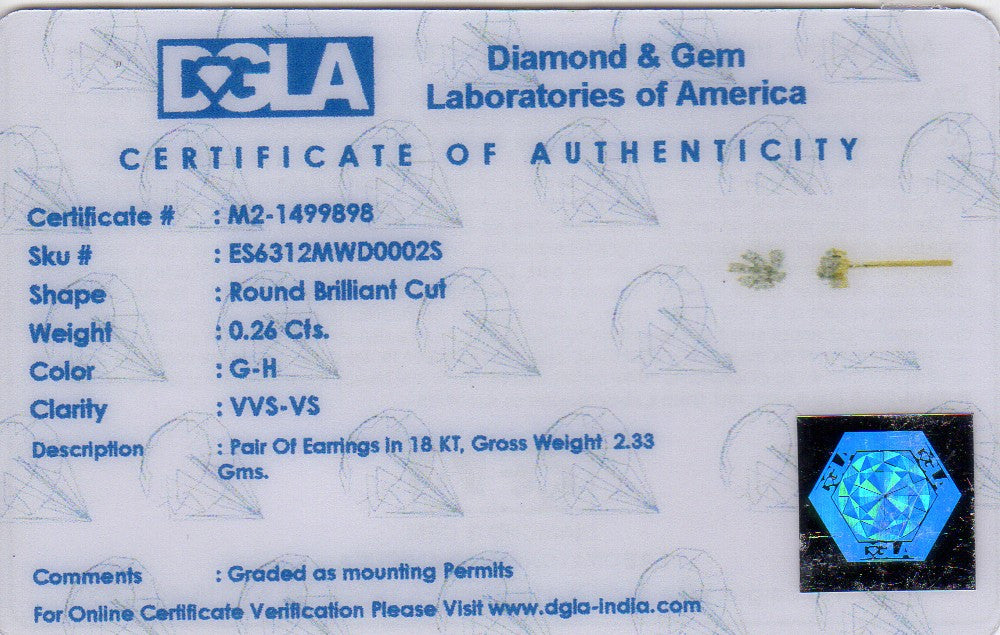 DGLA
Diamond & Gem
Laboratories of America
CERTIFICATE OF AUTHENTICITY
Certificate # : M2-1499898
Sku # : ES6312MWD0002S
Shape : Round Brilliant Cut
Weight : 0.26 Cts.
Color : G-H
Clarity : VVS-VS
Description : Pair Of Earrings in 18 KT, Gross Weight 2.33
Gms.
DGLA
Comments : Graded as mounting Permits
For Online Certificate Verification Please Visit www.dgla-india.com